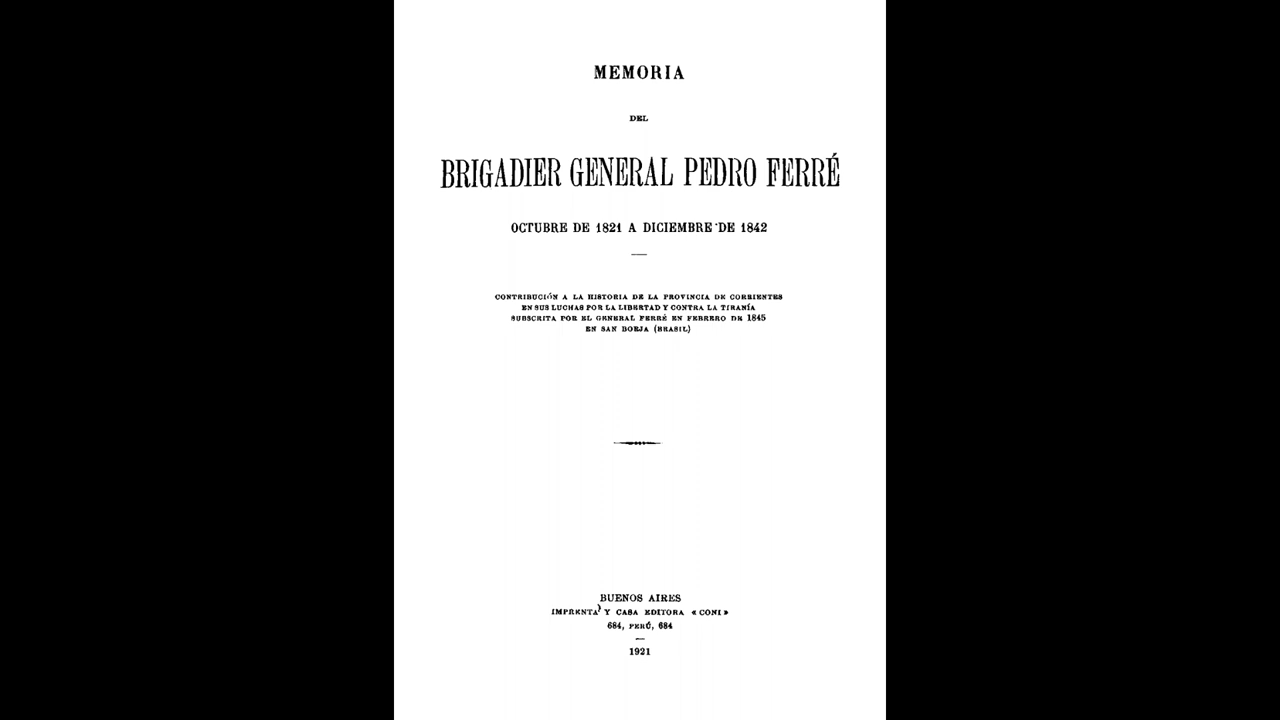 MEMORIA
DEL
BRIGADIER GENERAL PEDRO FERRÉ
OCTUBRE DE 1821 A DICIEMBRE DE 1842
CONTRIBUCIÓN A LA HISTORIA DE LA PROVINCIA DE CORRIENTES
EN SUS LUCHAS POR LA LIBERTAD Y CONTRA LA TIRANÍA
SUBSCRITA POR EL GENERAL FERRÉ EN FEBRERO DE 1845
EN SAN BORJA (BRASIL)
BUENOS AIRES
IMPRENTA Y CASA EDITORA « CONI »
684, PERÚ, 684
1921